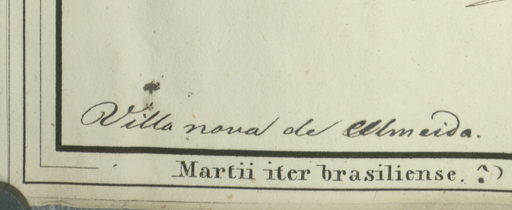 Villa nova de Almeida.
Martii iter brasiliense.